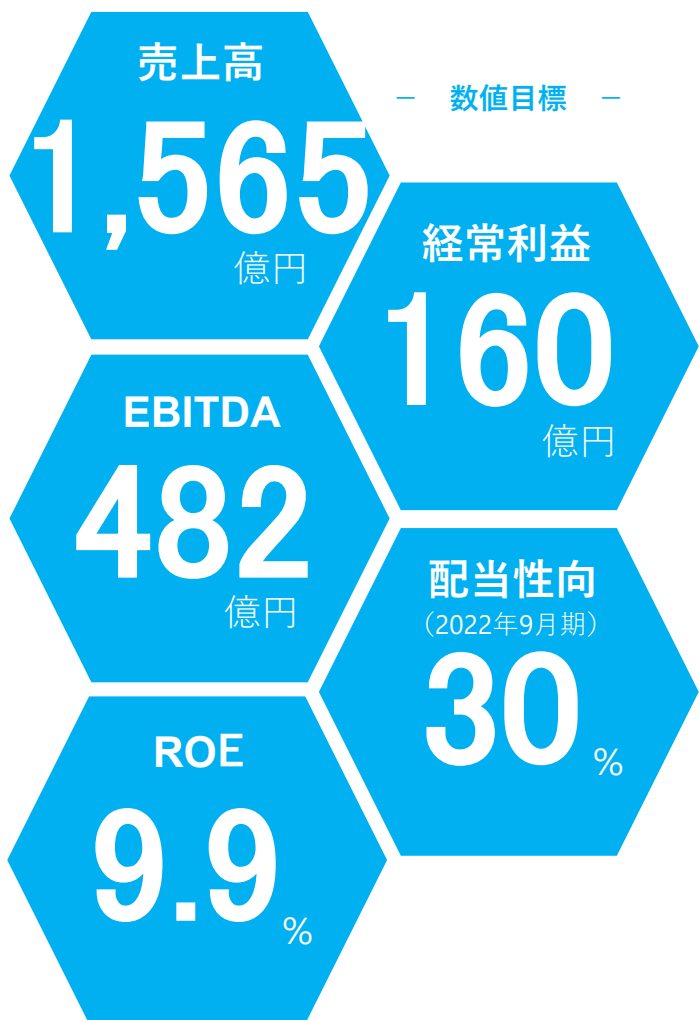 売上高
1,565
億円
― 数値目標 ―
経常利益
160
億円
EBITDA
482
億円
配当性向
（2022年9月期）
30
%
ROE
9.9
%